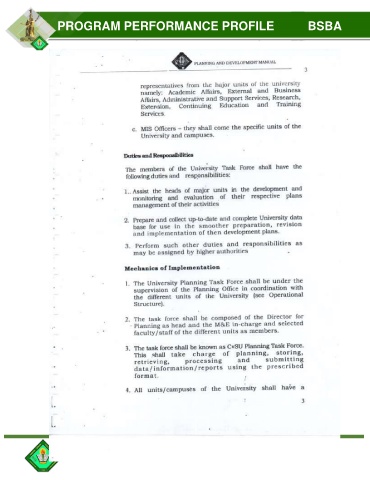 PROGRAM PERFORMANCE PROFILE BSBA
PLANNING AND DEVELOPMENT MANUAL
3
representatives from the hajor units of the university
namely: Academic Affairs, External and Business
Affairs, Administrative and Support Services, Research,
Extension, Continuing Education and Training
Services.
c. MIS Officers – they shall come the specific units of the
University and campuses.
Duties and Responsibilities
The members of the University Task Force shall have the
following duties and responsibilities:
1. Assist the heads of major units in the development and
monitoring and evaluation of their respective plans
management of their activities
2. Prepare and collect up-to-date and complete University data
base for use in the smoother preparation, revision
and implementation of then development plans.
3. Perform such other duties and responsibilities as
may be assigned by higher authorities
Mechanics of Implementation
1. The University Planning Task Force shall be under the
supervision of the Planning Office in coordination with
the different units of the University (see Operational
Structure).
2. The task force shall be composed of the Director for
Planning as head and the M&E in-charge and selected
faculty/staff of the different units as members.
3. The task force shall be known as CvSU Planning Task Force.
This shall take charge of planning, storing,
retrieving, processing and submitting
data/information/reports using the prescribed
format.
4. All units/campuses of the University shall have a
3